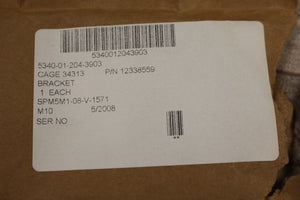 5340012043903
5340-01-204-3903
CAGE 34313 P/N 12338559
BRACKET
1 EACH
SPM5M1-08-V-1571
M10 5/2008
SER NO